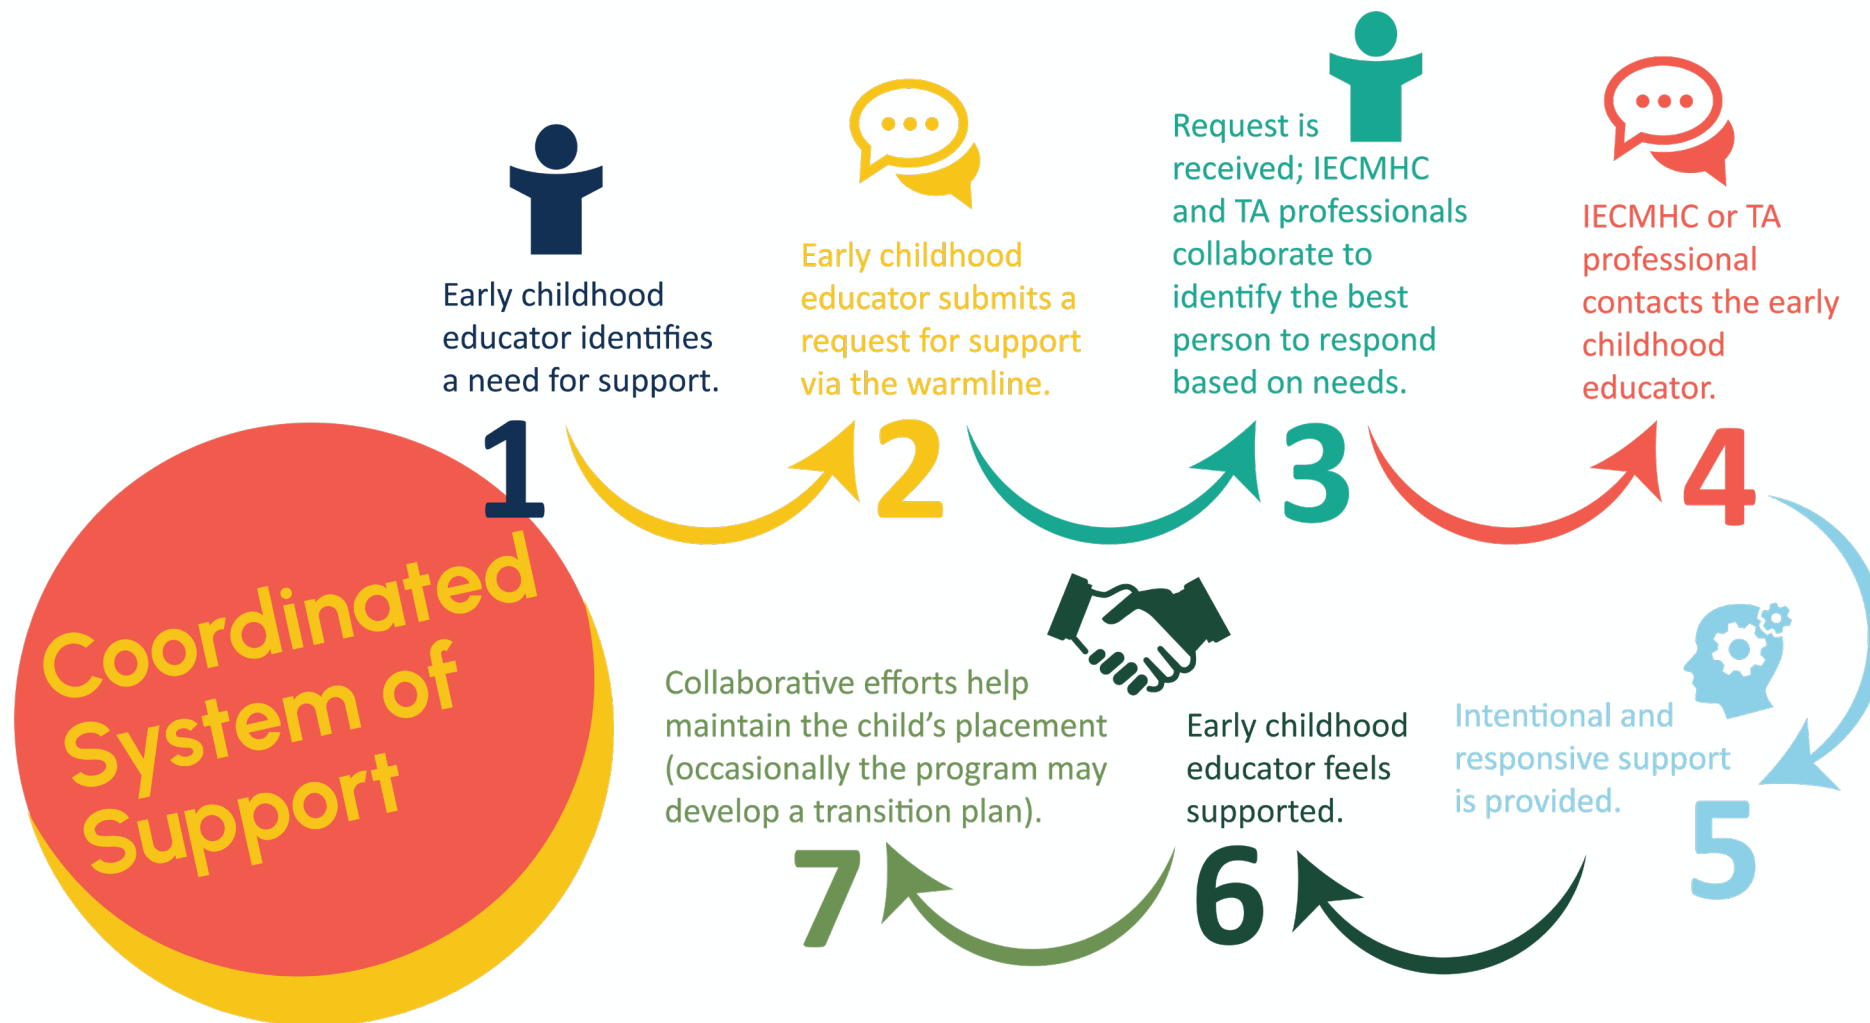 Coordinated
System of
Support
Early childhood
educator identifies
a need for support.
1
Early childhood
educator submits a
request for support
via the warmline.
2
Request is
received; IECMHC
and TA professionals
collaborate to
identify the best
person to respond
based on needs.
3
IECMHC or TA
professional
contacts the early
childhood
educator.
4
Intentional and
responsive support
is provided.
5
Early childhood
educator feels
supported.
6
Collaborative efforts help
maintain the child’s placement
(occasionally the program may
develop a transition plan).
7